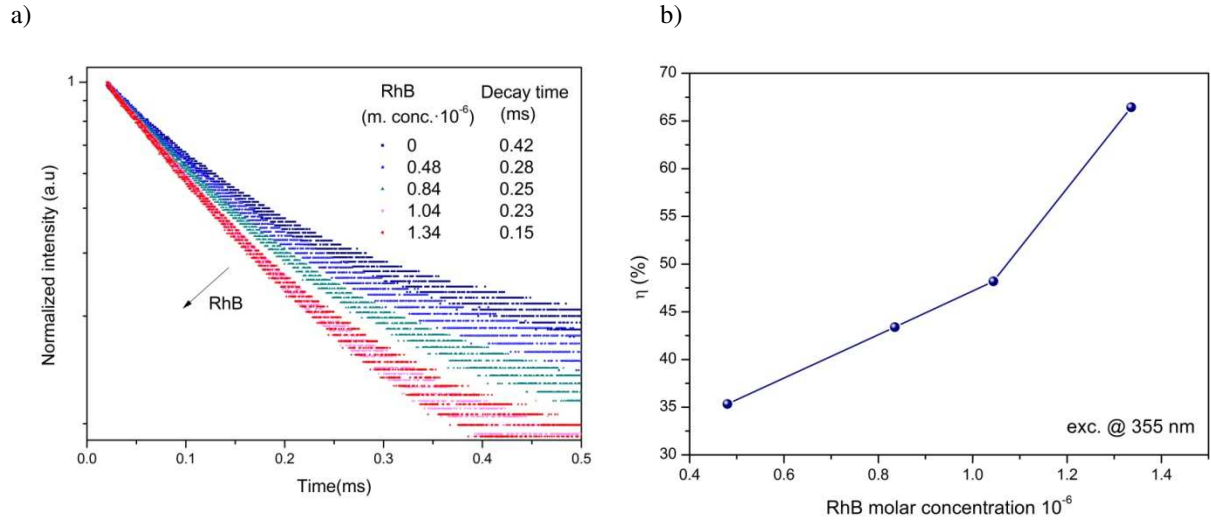 a)
b)
Normalized intensity (a.u)
1
RhB Decay time
(m. conc.·10-6) (ms)
0 0.42
0.48 0.28
0.84 0.25
1.04 0.23
1.34 0.15
RhB
0.0 0.1 0.2 0.3 0.4 0.5
Time(ms)
η (%)
70
65
60
55
50
45
40
35
30
exc. @ 355 nm
0.4 0.6 0.8 1.0 1.2 1.4
RhB molar concentration 10-6